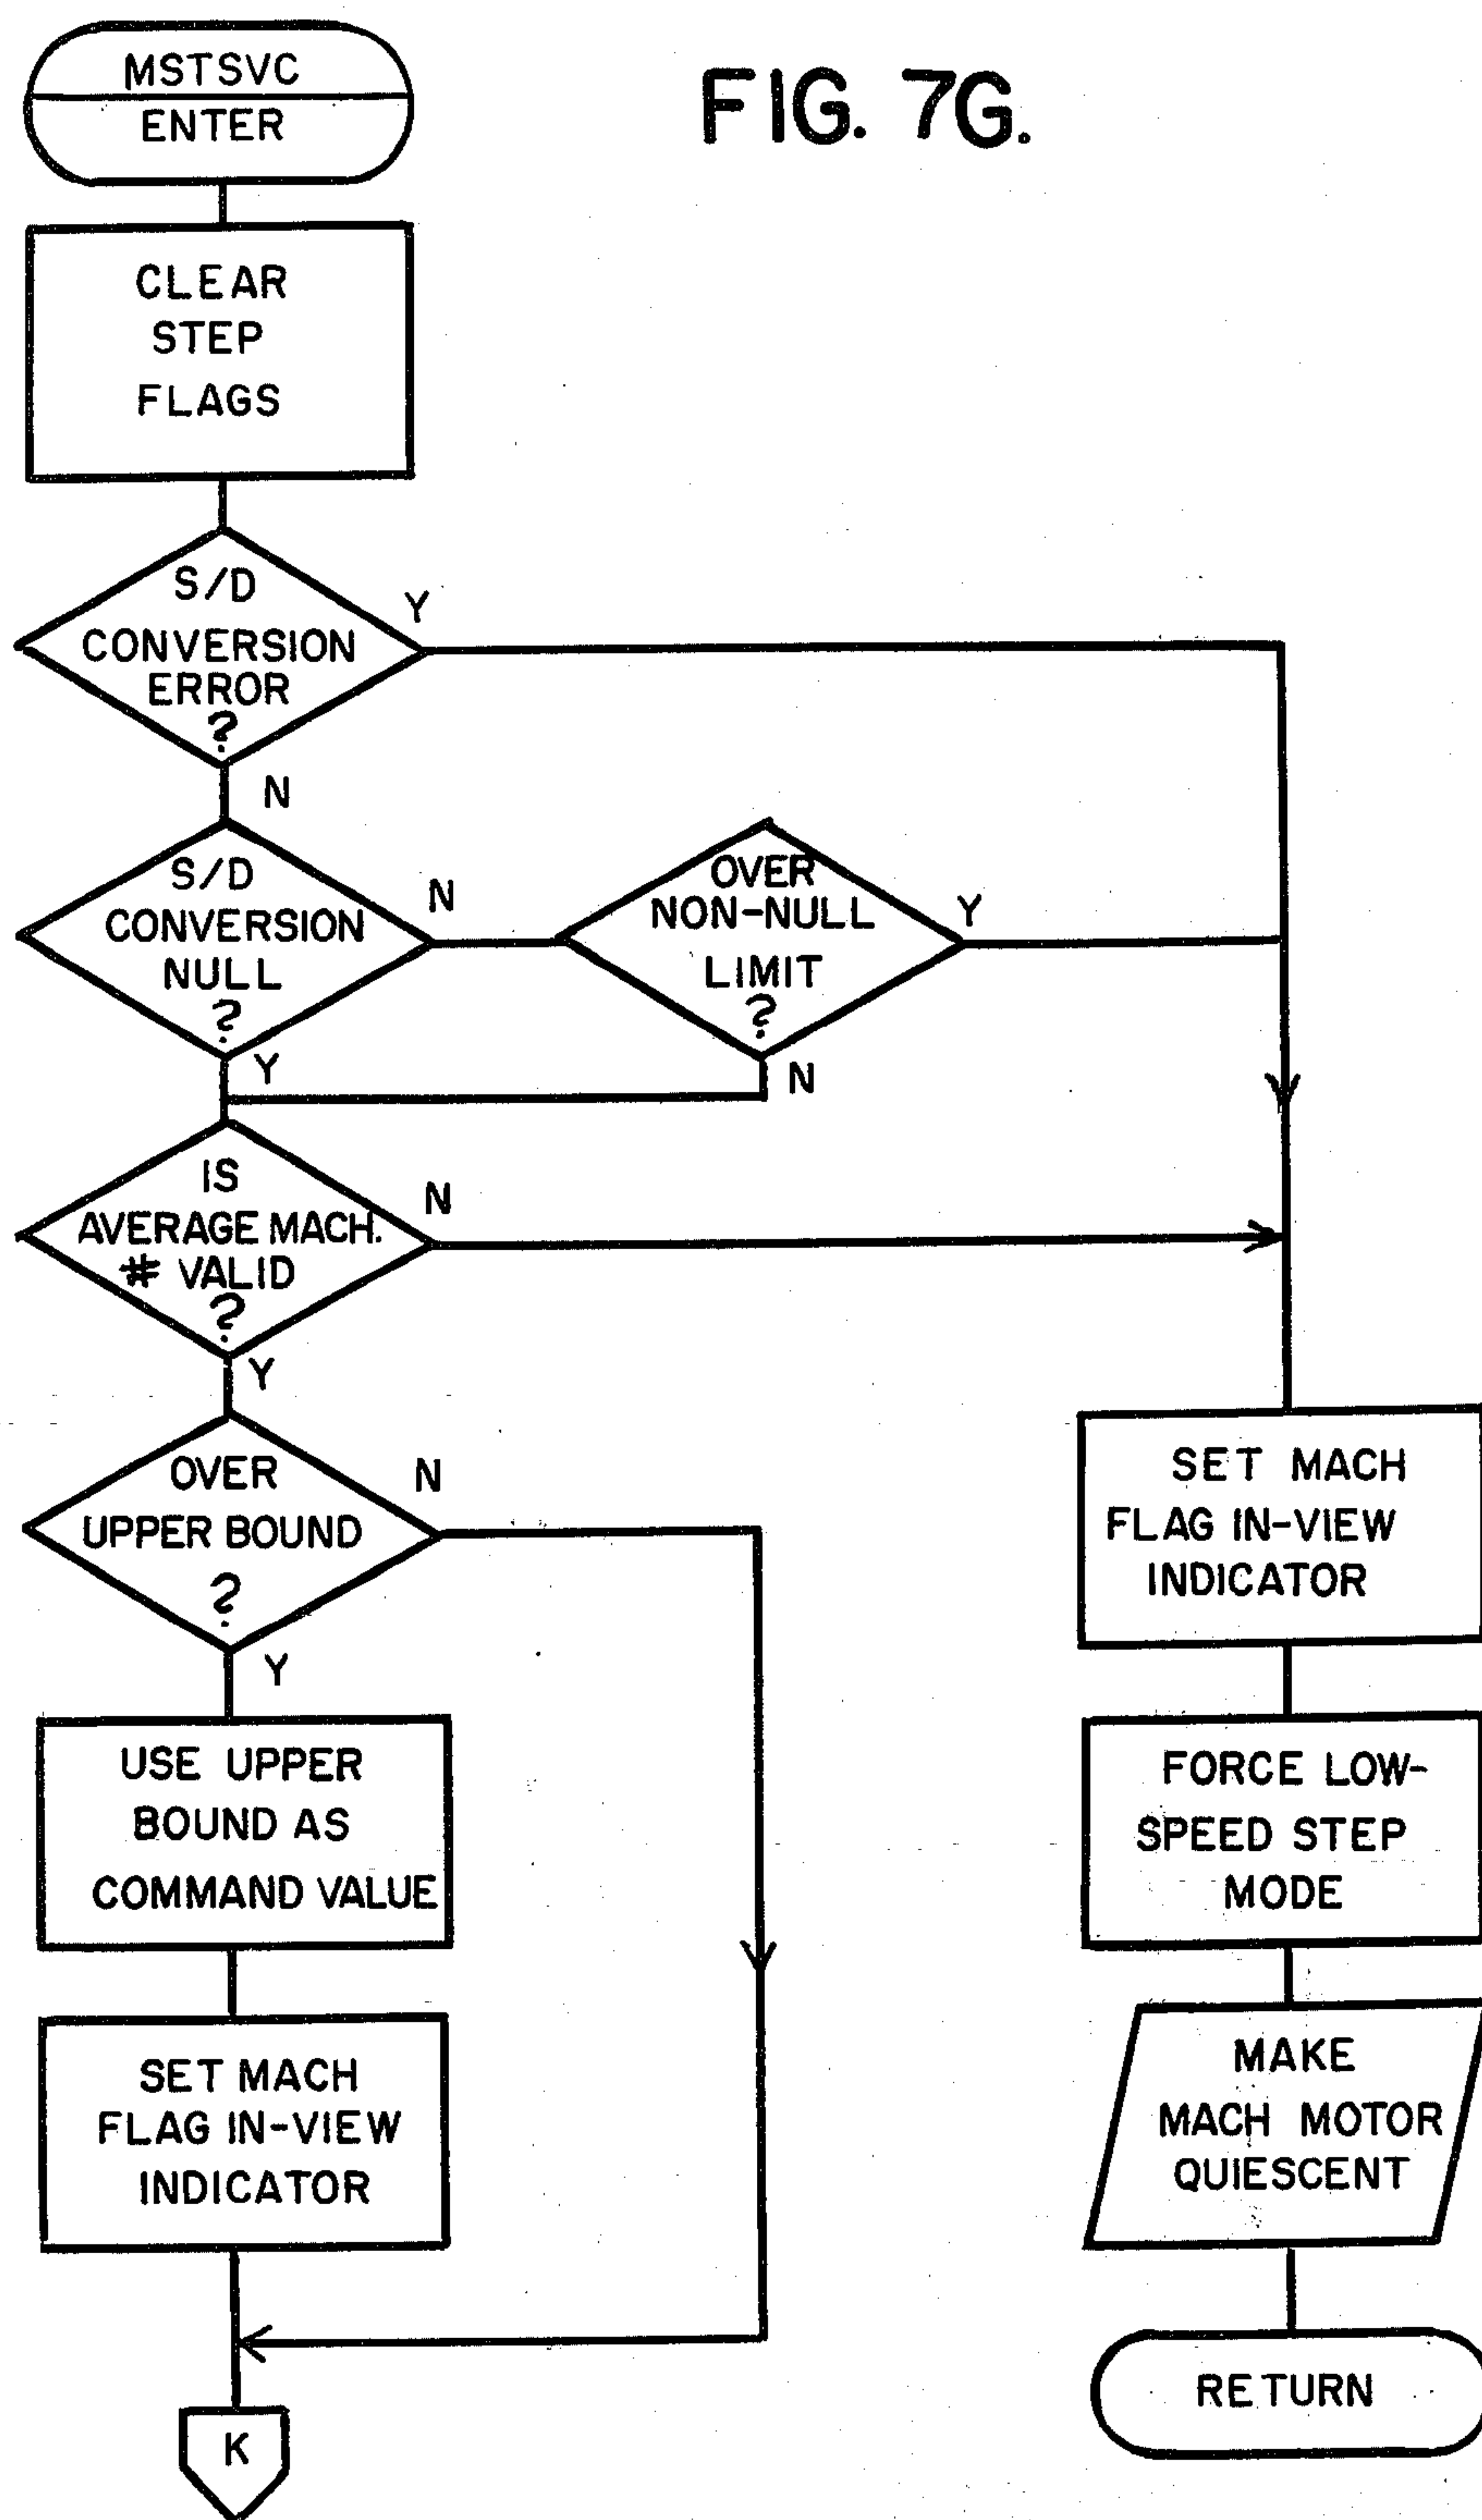 FIG. 7G.
MSTSVC
ENTER
CLEAR
STEP
FLAGS
S/D
CONVERSION
ERROR
?
Y
N
S/D
CONVERSION
NULL
?
N
Y
OVER
NON-NULL
LIMIT
?
Y
N
IS
AVERAGE MACH.
# VALID
?
N
Y
OVER
UPPER BOUND
?
N
Y
USE UPPER
BOUND AS
COMMAND VALUE
SET MACH
FLAG IN-VIEW
INDICATOR
K
SET MACH
FLAG IN-VIEW
INDICATOR
FORCE LOW-
SPEED STEP
MODE
MAKE
MACH MOTOR
QUIESCENT
RETURN